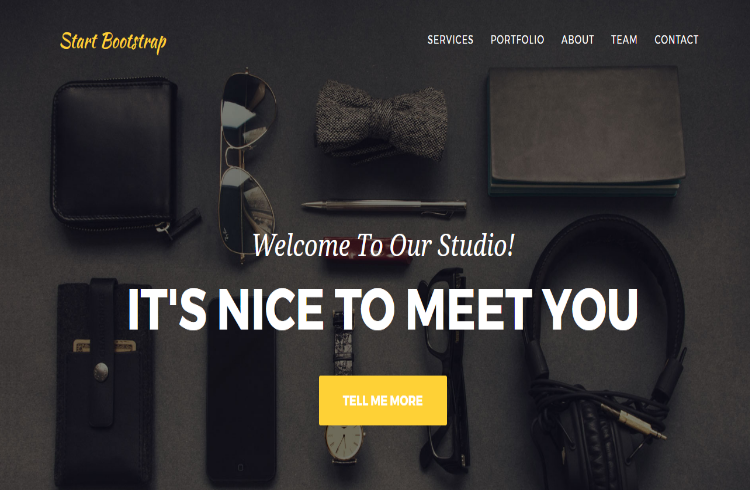 Start Bootstrap
SERVICES PORTFOLIO ABOUT TEAM CONTACT
Welcome To Our Studio!
IT'S NICE TO MEET YOU
TELL ME MORE